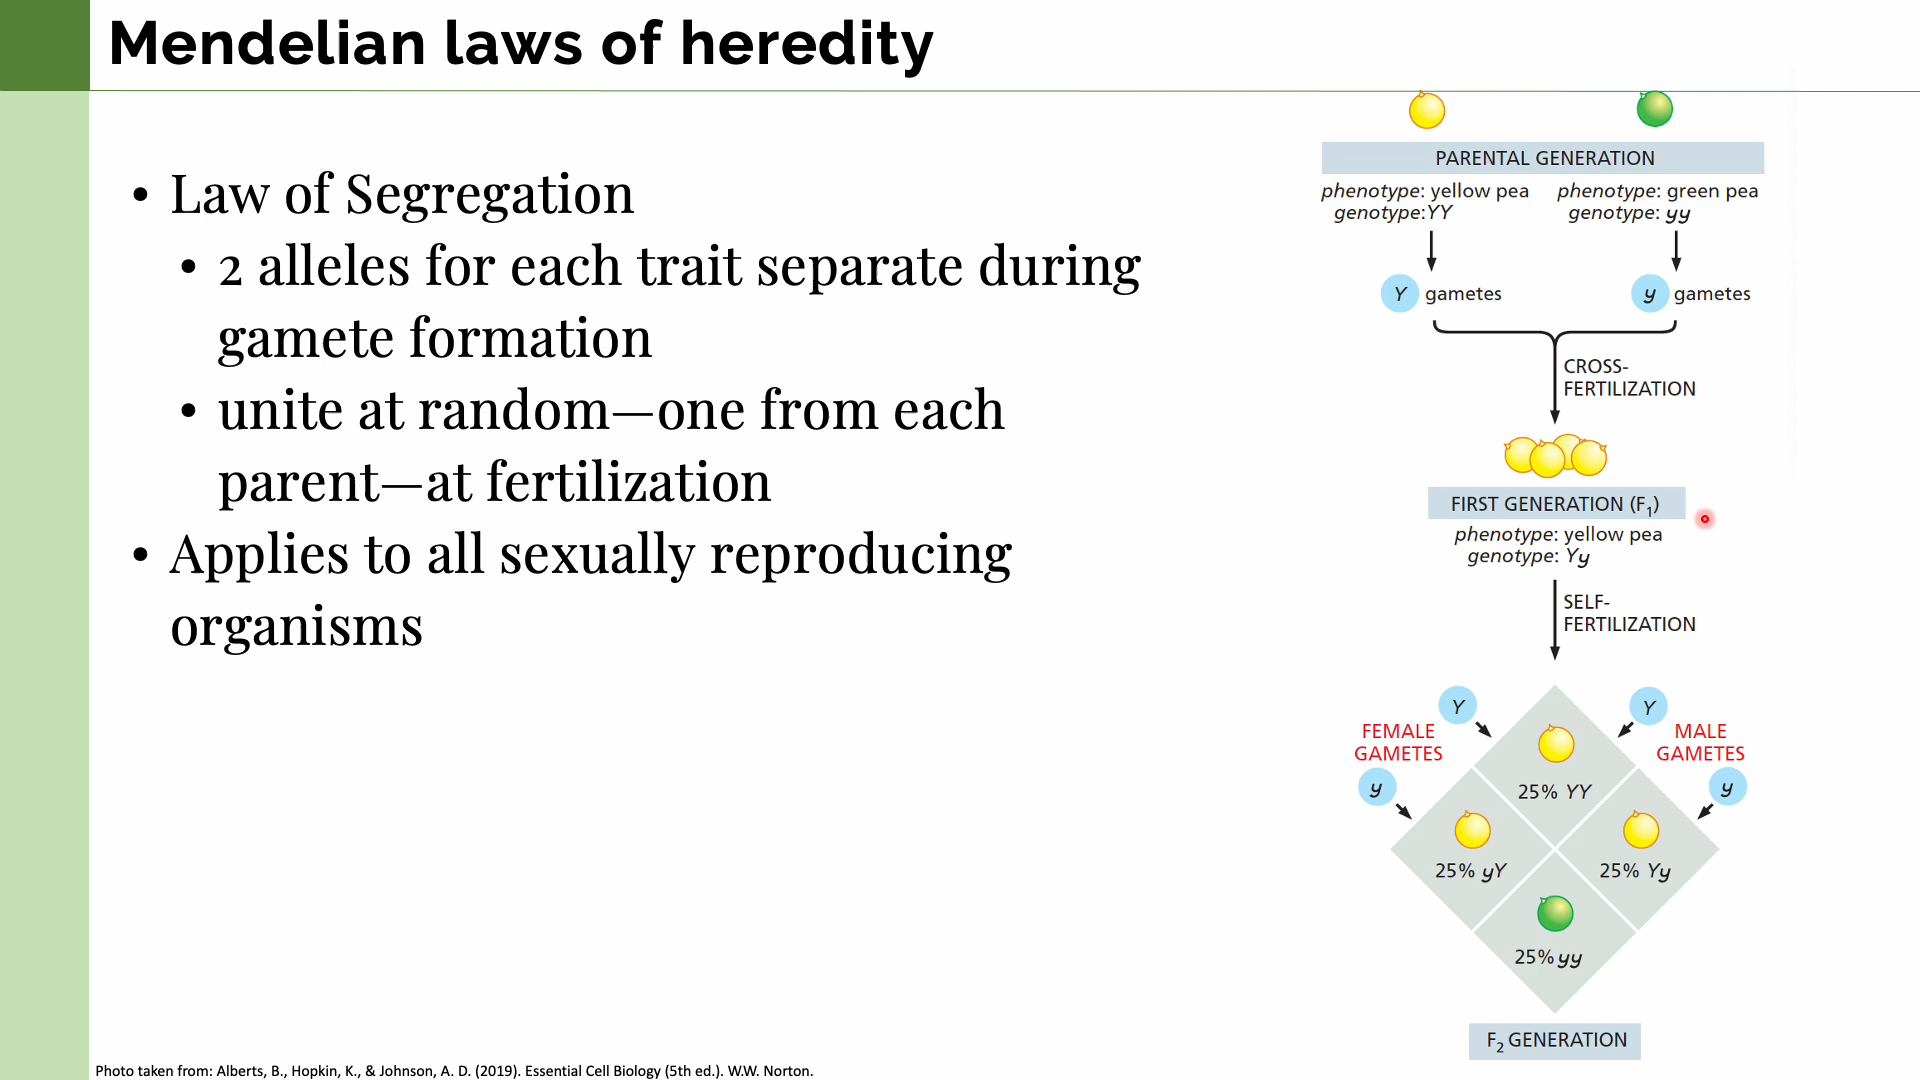 Mendelian laws of heredity
• Law of Segregation
• 2 alleles for each trait separate during
gamete formation
• unite at random—one from each
parent—at fertilization
• Applies to all sexually reproducing
organisms
PARENTAL GENERATION
phenotype: yellow pea
genotype:YY
phenotype: green pea
genotype: yy
Y gametes
y gametes
CROSS-
FERTILIZATION
FIRST GENERATION (F1)
phenotype: yellow pea
genotype: Yy
SELF-
FERTILIZATION
Y
Y
FEMALE
GAMETES
MALE
GAMETES
y
y
25% YY
25% yY
25% Yy
25% yy
F2 GENERATION
Photo taken from: Alberts, B., Hopkin, K., & Johnson, A. D. (2019). Essential Cell Biology (5th ed.). W.W. Norton.